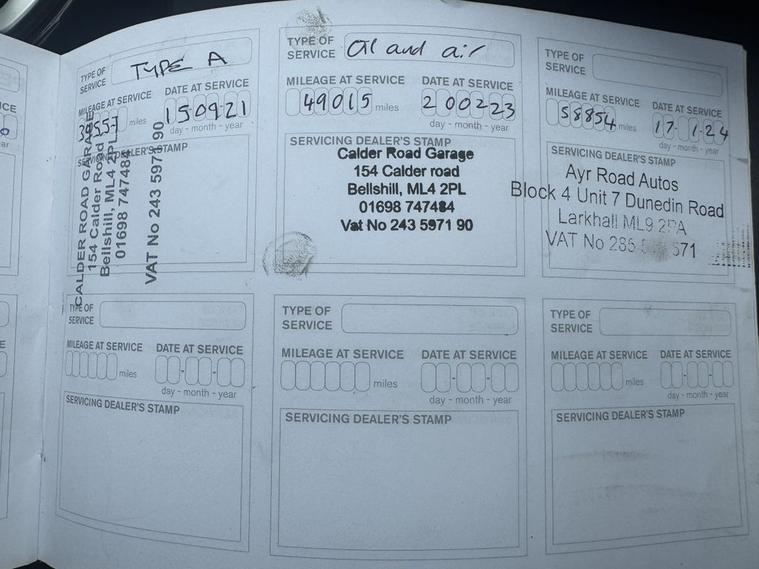 TYPE OF
SERVICE
TYPE A
MILEAGE AT SERVICE
39557
miles
DATE AT SERVICE
150921
day - month - year
SERVICING DEALER'S STAMP
CALDER ROAD GARAGE
154 Calder Road
Bellshill, ML4 2PL
01698 747484
VAT No 243 5971 90
TYPE OF
SERVICE
Oil and air
MILEAGE AT SERVICE
49015
miles
DATE AT SERVICE
200223
day - month - year
SERVICING DEALER'S STAMP
Calder Road Garage
154 Calder road
Bellshill, ML4 2PL
01698 747484
Vat No 243 5971 90
TYPE OF
SERVICE
MILEAGE AT SERVICE
58854
miles
DATE AT SERVICE
17 1 24
day - month - year
SERVICING DEALER'S STAMP
Ayr Road Autos
Block 4 Unit 7 Dunedin Road
Larkhall ML9 2PA
VAT No 571
TYPE OF
SERVICE
MILEAGE AT SERVICE
miles
DATE AT SERVICE
day - month - year
SERVICING DEALER'S STAMP
TYPE OF
SERVICE
MILEAGE AT SERVICE
miles
DATE AT SERVICE
day - month - year
SERVICING DEALER'S STAMP
TYPE OF
SERVICE
MILEAGE AT SERVICE
miles
DATE AT SERVICE
day - month - year
SERVICING DEALER'S STAMP